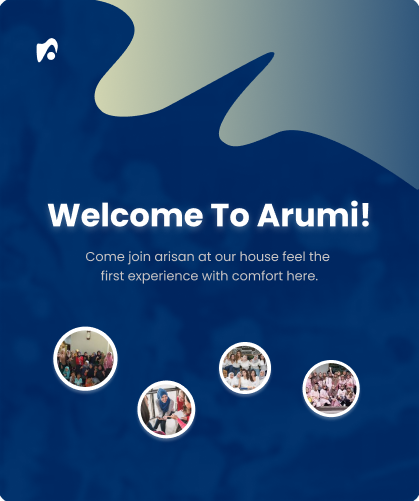 Welcome To Arumi!
Come join arisan at our house feel the
first experience with comfort here.